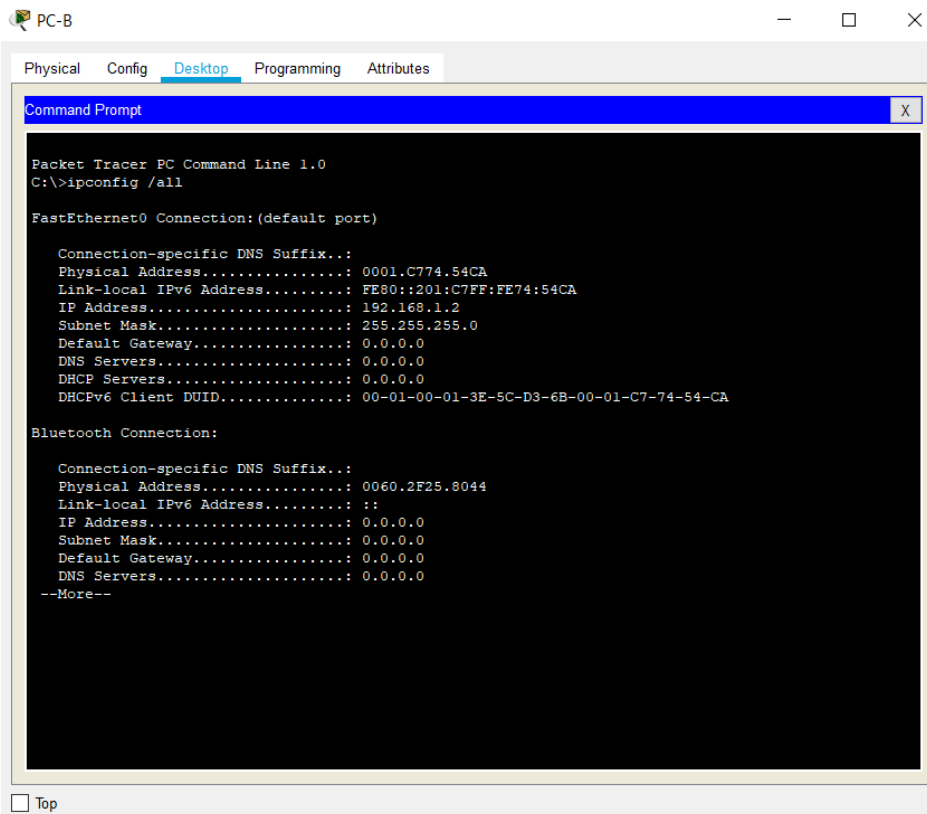 PC-B
Physical Config Desktop Programming Attributes
Command Prompt
X
Packet Tracer PC Command Line 1.0
C:\>ipconfig /all
FastEthernet0 Connection:(default port)
Connection-specific DNS Suffix..:
Physical Address................: 0001.C774.54CA
Link-local IPv6 Address.........: FE80::201:C7FF:FE74:54CA
IP Address......................: 192.168.1.2
Subnet Mask.....................: 255.255.255.0
Default Gateway.................: 0.0.0.0
DNS Servers.....................: 0.0.0.0
DHCP Servers....................: 0.0.0.0
DHCPv6 Client DUID..............: 00-01-00-01-3E-5C-D3-6B-00-01-C7-74-54-CA
Bluetooth Connection:
Connection-specific DNS Suffix..:
Physical Address................: 0060.2F25.8044
Link-local IPv6 Address.........: ::
IP Address......................: 0.0.0.0
Subnet Mask.....................: 0.0.0.0
Default Gateway.................: 0.0.0.0
DNS Servers.....................: 0.0.0.0
--More--
Top